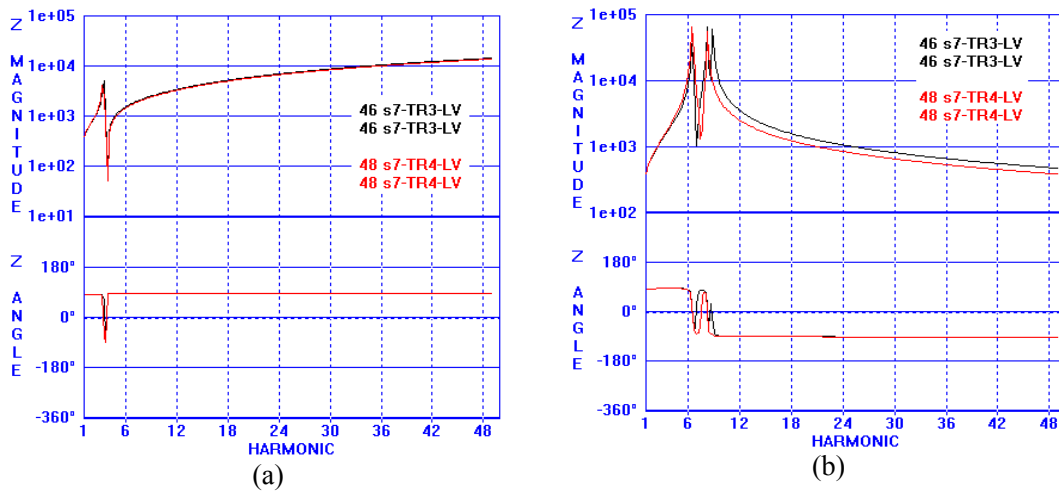 Z MAGNITUDE
1e+05
1e+04
1e+03
1e+02
1e+01
46 s7-TR3-LV
46 s7-TR3-LV
48 s7-TR4-LV
48 s7-TR4-LV
Z ANGLE
180°
0°
-180°
-360°
1 6 12 18 24 30 36 42 48
HARMONIC
(a)
Z MAGNITUDE
1e+05
1e+04
1e+03
1e+02
46 s7-TR3-LV
46 s7-TR3-LV
48 s7-TR4-LV
48 s7-TR4-LV
Z ANGLE
180°
0°
-180°
-360°
1 6 12 18 24 30 36 42 48
HARMONIC
(b)